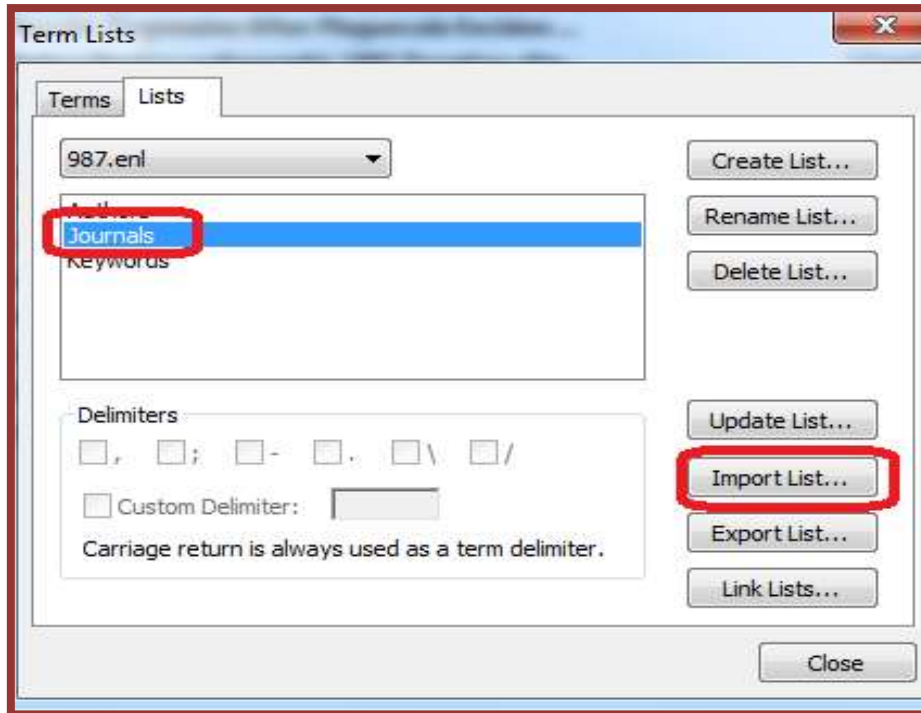 Term Lists
Terms Lists
987.enl
Authors
Journals
Keywords
Create List...
Rename List...
Delete List...
Delimiters
, ; - . \ /
Custom Delimiter:
Carriage return is always used as a term delimiter.
Update List...
Import List...
Export List...
Link Lists...
Close